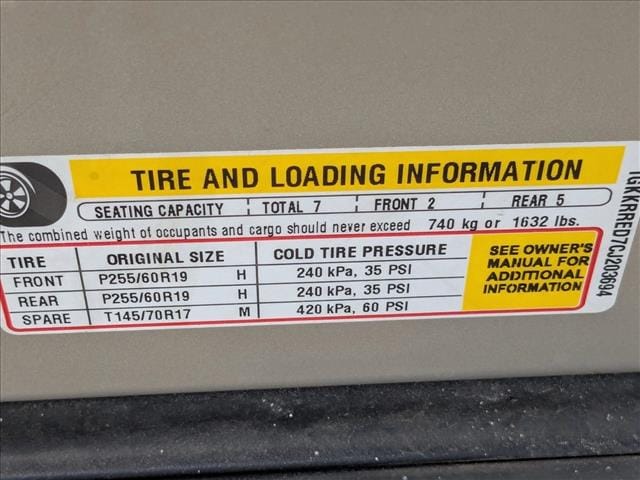 TIRE AND LOADING INFORMATION
SEATING CAPACITY TOTAL 7 FRONT 2 REAR 5
The combined weight of occupants and cargo should never exceed 740 kg or 1632 lbs.
TIRE ORIGINAL SIZE COLD TIRE PRESSURE
FRONT P255/60R19 H 240 kPa, 35 PSI
REAR P255/60R19 H 240 kPa, 35 PSI
SPARE T145/70R17 M 420 kPa, 60 PSI
SEE OWNER'S
MANUAL FOR
ADDITIONAL
INFORMATION
1GKKRRED7CJ203694